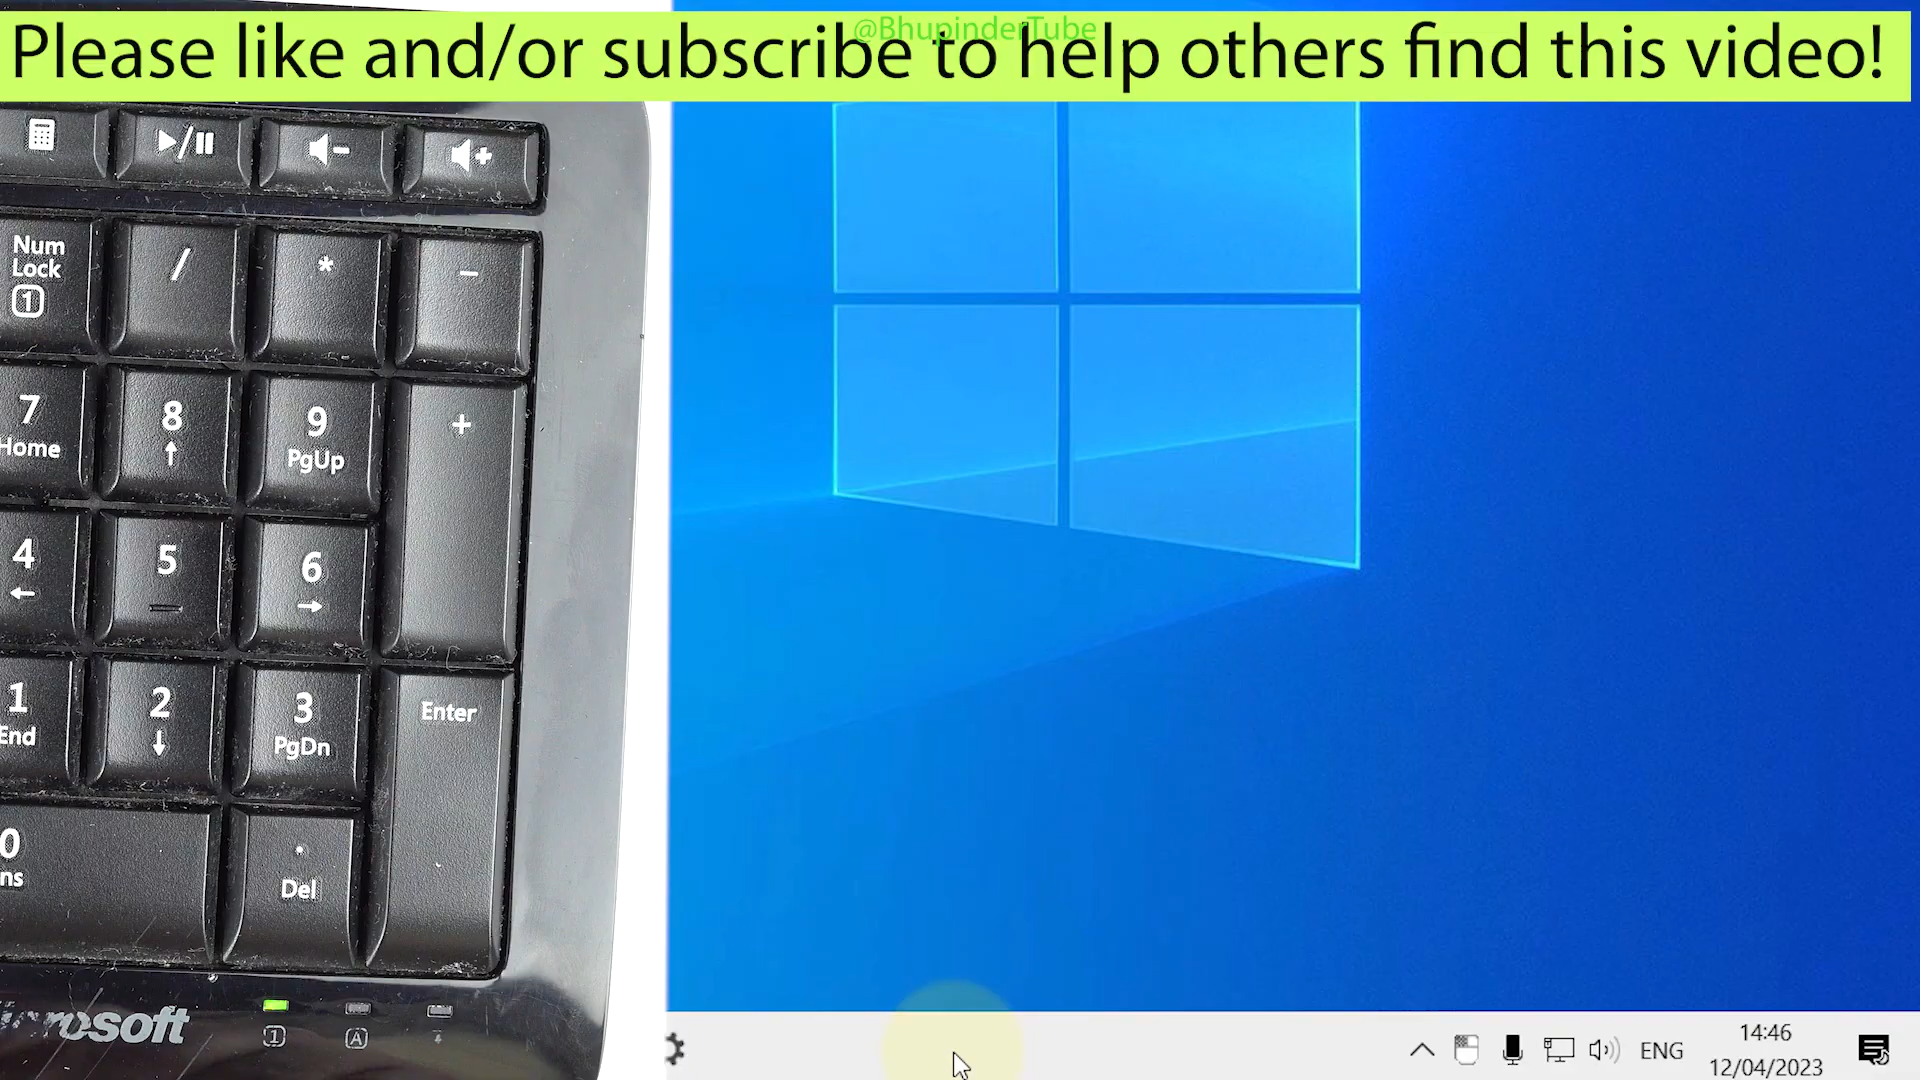 @BhupinderTube
Please like and/or subscribe to help others find this video!
Num
Lock
1
/
*
-
7
Home
8
9
PgUp
+
4
5
6
1
End
2
3
PgDn
Enter
0
ns
.
Del
crosoft
1
A
ENG
14:46
12/04/2023